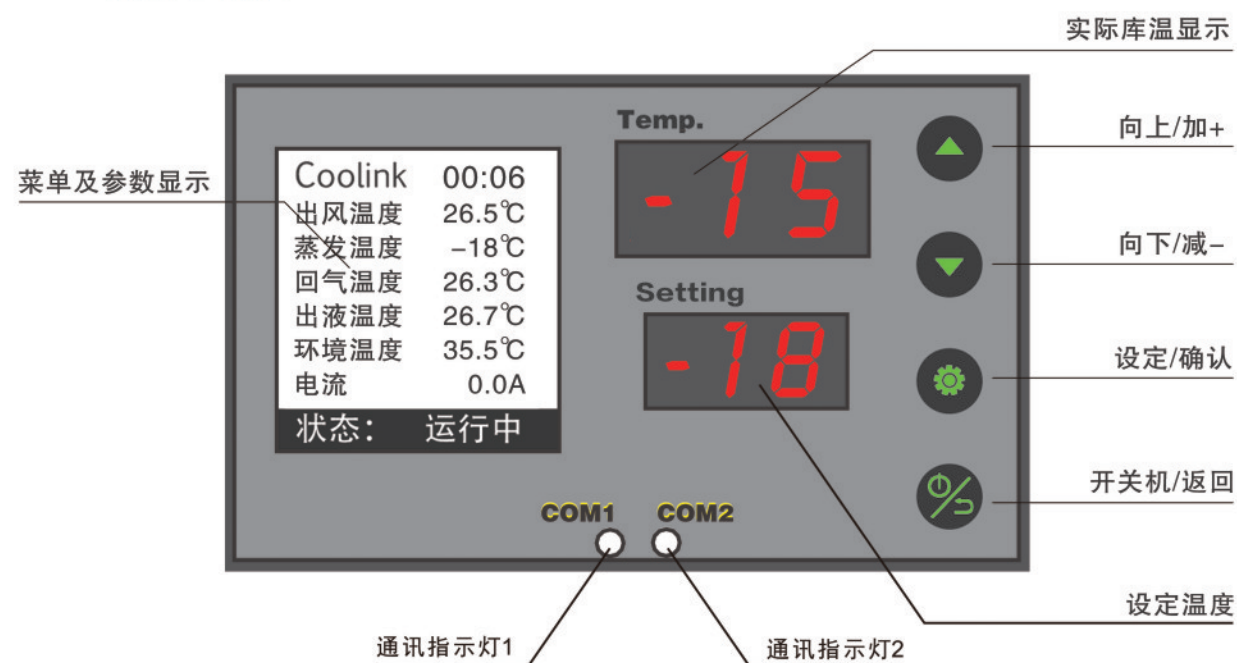 实际库温显示
Temp.
向上/加+
-15
菜单及参数显示
Coolink 00:06
出风温度 26.5℃
蒸发温度 -18℃
回气温度 26.3℃
出液温度 26.7℃
环境温度 35.5℃
电流 0.0A
状态: 运行中
向下/减-
Setting
-18
设定/确认
开关机/返回
COM1 COM2
设定温度
通讯指示灯1
通讯指示灯2